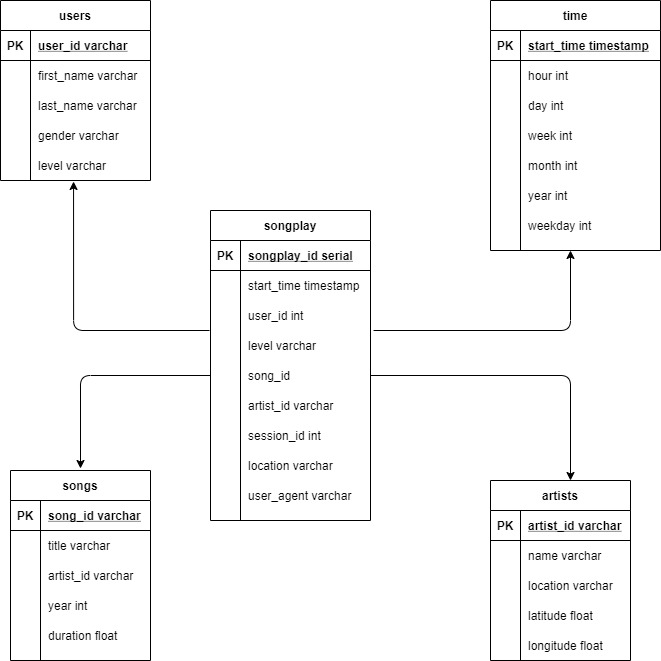 users
PK user_id varchar
first_name varchar
last_name varchar
gender varchar
level varchar
time
PK start_time timestamp
hour int
day int
week int
month int
year int
weekday int
songplay
PK songplay_id serial
start_time timestamp
user_id int
level varchar
song_id
artist_id varchar
session_id int
location varchar
user_agent varchar
songs
PK song_id varchar
title varchar
artist_id varchar
year int
duration float
artists
PK artist_id varchar
name varchar
location varchar
latitude float
longitude float